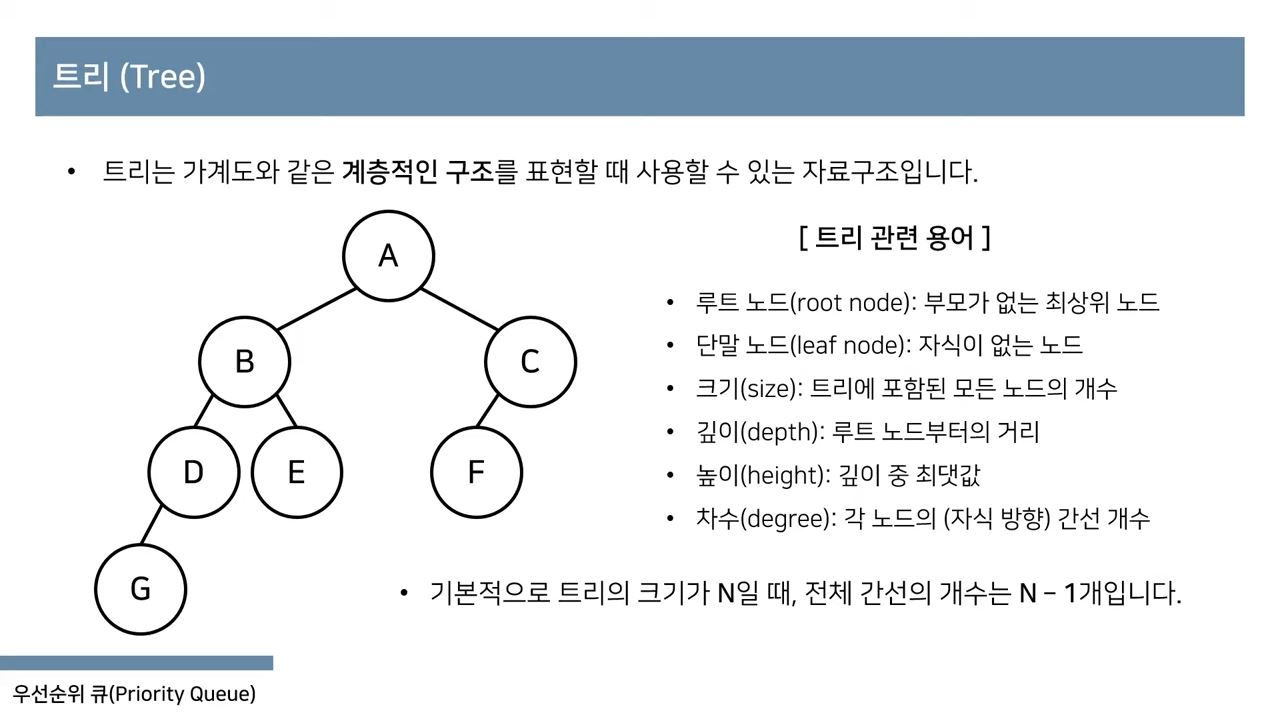 트리 (Tree)
• 트리는 가계도와 같은 계층적인 구조를 표현할 때 사용할 수 있는 자료구조입니다.
A
B
C
D
E
F
G
[ 트리 관련 용어 ]
• 루트 노드(root node): 부모가 없는 최상위 노드
• 단말 노드(leaf node): 자식이 없는 노드
• 크기(size): 트리에 포함된 모든 노드의 개수
• 깊이(depth): 루트 노드부터의 거리
• 높이(height): 깊이 중 최댓값
• 차수(degree): 각 노드의 (자식 방향) 간선 개수
• 기본적으로 트리의 크기가 N일 때, 전체 간선의 개수는 N – 1개입니다.
우선순위 큐(Priority Queue)